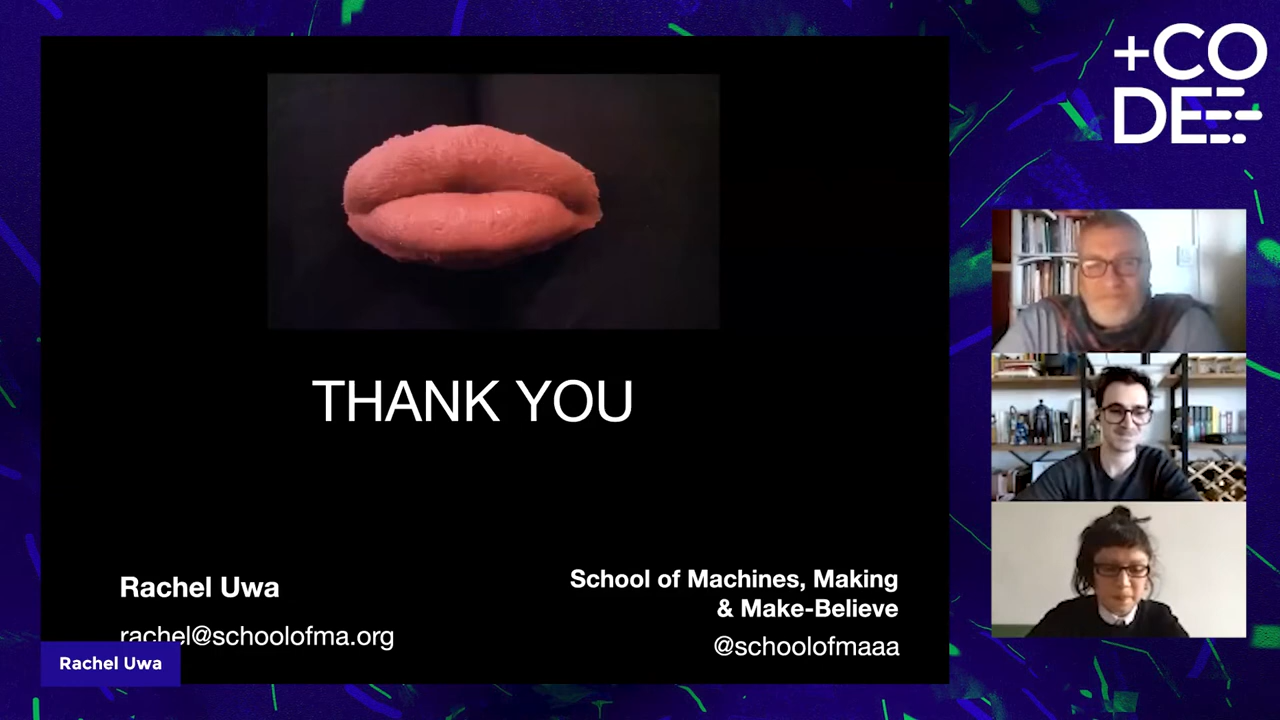 +CO
DE
THANK YOU
Rachel Uwa
rachel@schoolofma.org
School of Machines, Making
& Make-Believe
@schoolofmaaa
Rachel Uwa